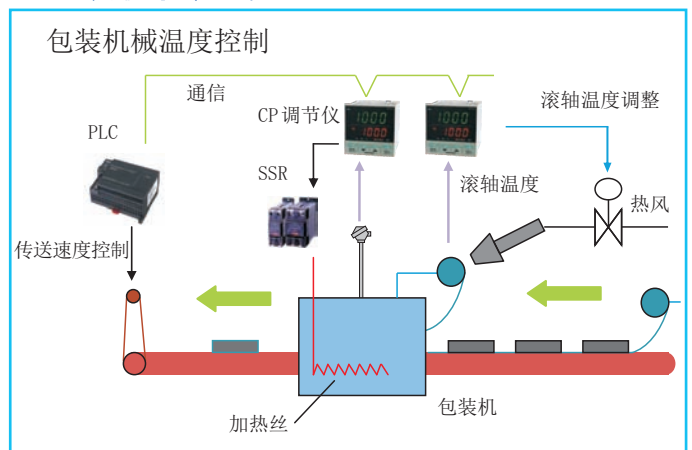 包装机械温度控制
通信
滚轴温度调整
CP调节仪
PLC
1000
1000
1000
1000
SSR
滚轴温度
热风
传送速度控制
包装机
加热丝